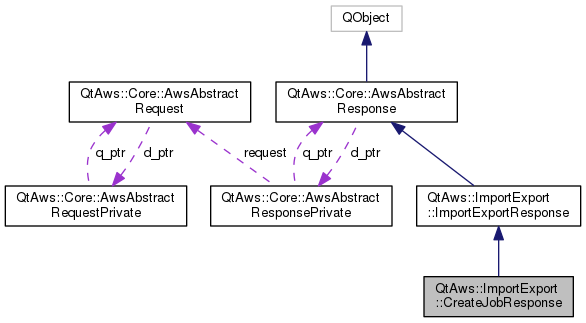 QObject
QtAws::Core::AwsAbstract
Request
QtAws::Core::AwsAbstract
Response
q_ptr
d_ptr
request
q_ptr
d_ptr
QtAws::Core::AwsAbstract
RequestPrivate
QtAws::Core::AwsAbstract
ResponsePrivate
QtAws::ImportExport
::ImportExportResponse
QtAws::ImportExport
::CreateJobResponse